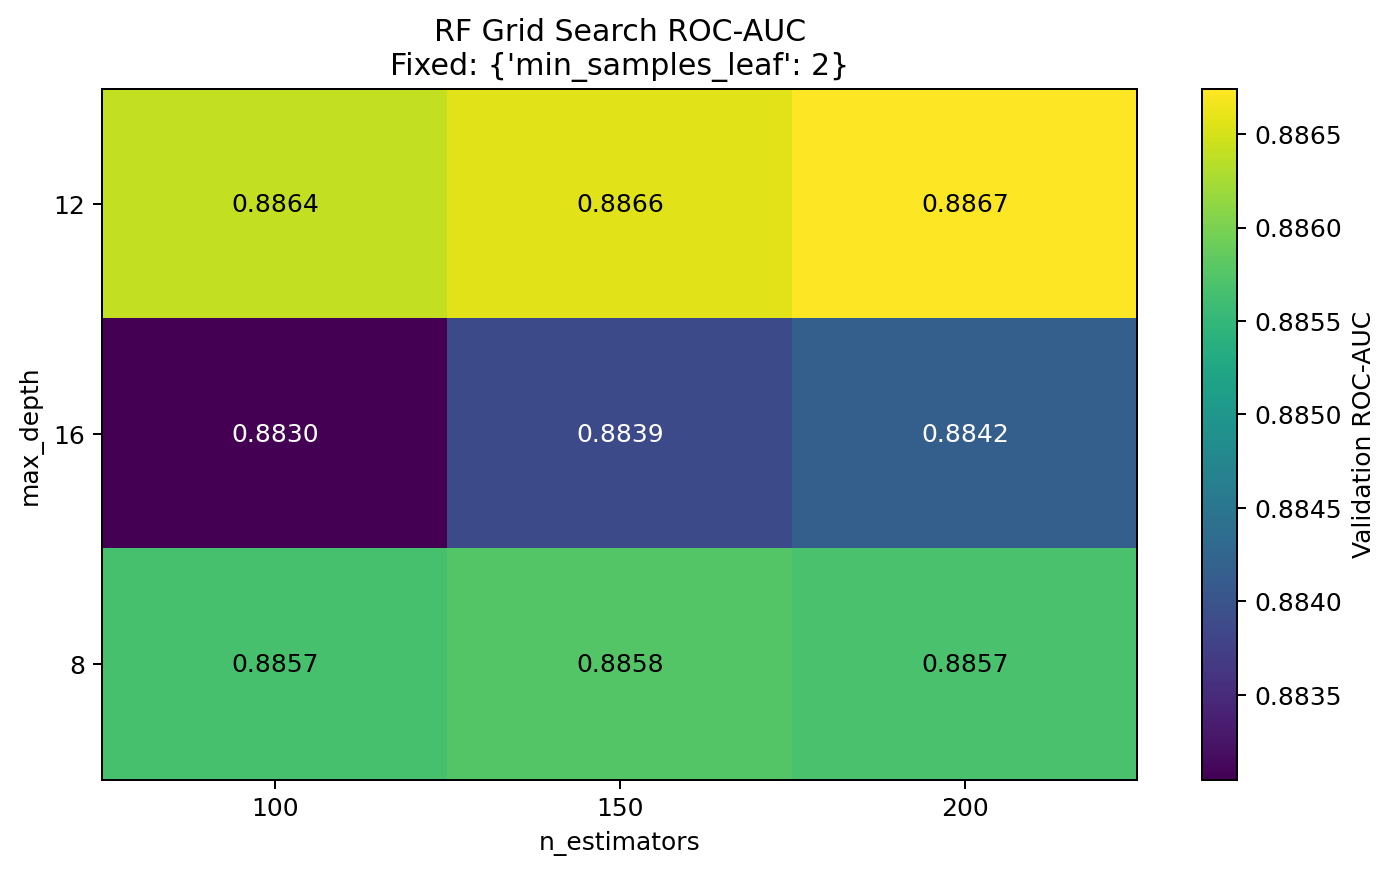 RF Grid Search ROC-AUC
Fixed: {'min_samples_leaf': 2}
max_depth
12
0.8864 0.8866 0.8867
16
0.8830 0.8839 0.8842
8
0.8857 0.8858 0.8857
100 150 200
n_estimators
0.8865
0.8860
0.8855
0.8850
0.8845
0.8840
0.8835
Validation ROC-AUC